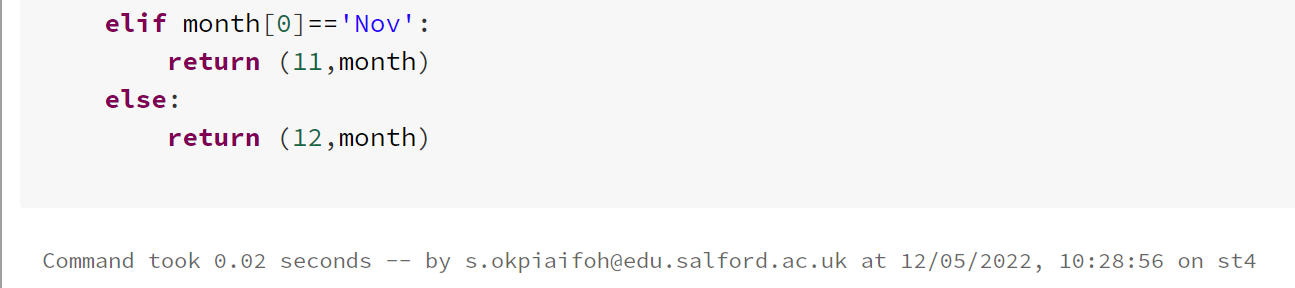 elif month[0]=='Nov':
return (11,month)
else:
return (12,month)
Command took 0.02 seconds -- by s.okpiaifoh@edu.salford.ac.uk at 12/05/2022, 10:28:56 on st4